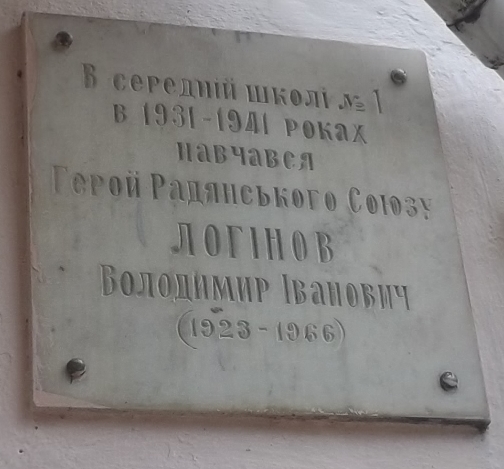 В середній школі № 1
в 1931-1941 роках
навчався
Герой Радянського Союзу
ЛОГІНОВ
Володимир Іванович
(1923-1966)